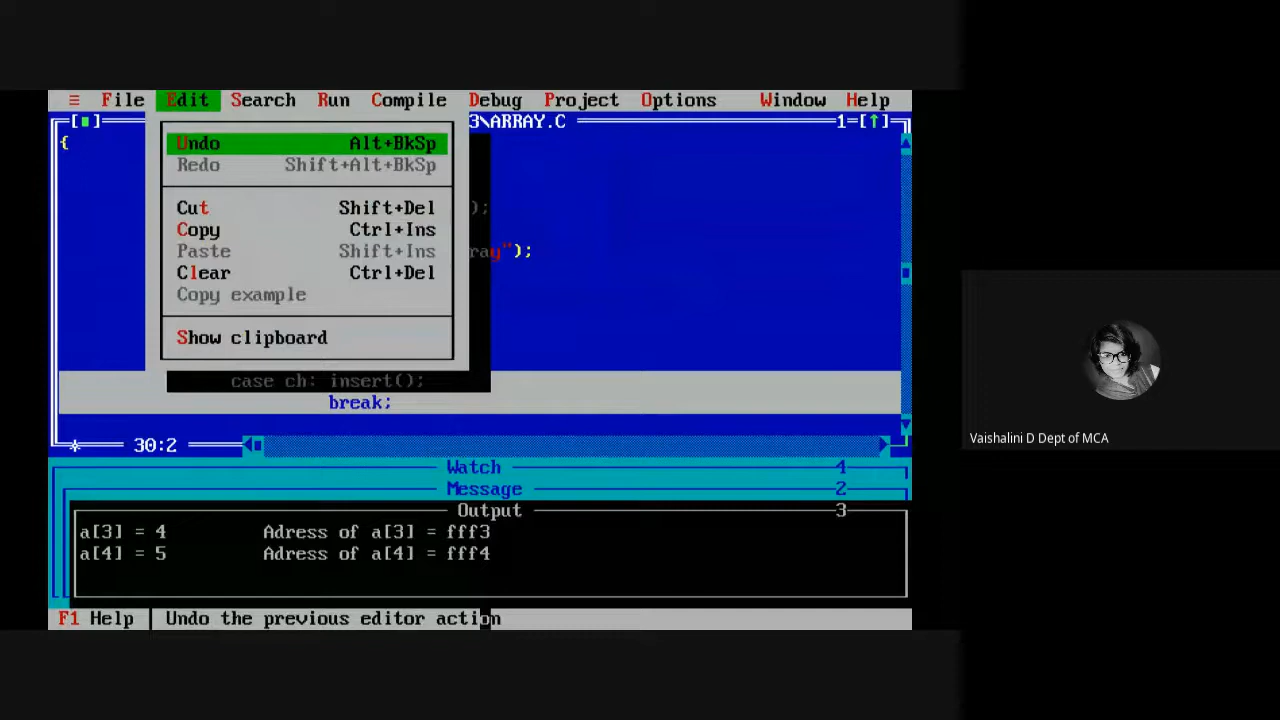 ≡ File Edit Search Run Compile Debug Project Options Window Help
[■] 3\ARRAY.C 1=[↑]
{
Undo Alt+BkSp
Redo Shift+Alt+BkSp
Cut Shift+Del );
Copy Ctrl+Ins
Paste Shift+Ins ray");
Clear Ctrl+Del
Copy example
Show clipboard
case ch: insert();
break;
30:2
Watch 4
Message 2
Output 3
a[3] = 4 Adress of a[3] = fff3
a[4] = 5 Adress of a[4] = fff4
F1 Help Undo the previous editor action
Vaishalini D Dept of MCA